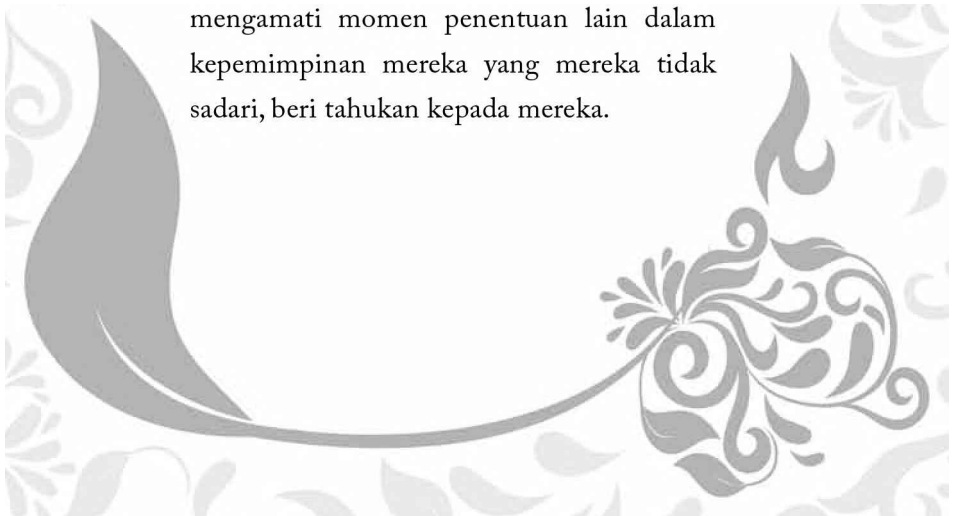 mengamati momen penentuan lain dalam
kepemimpinan mereka yang mereka tidak
sadari, beri tahukan kepada mereka.